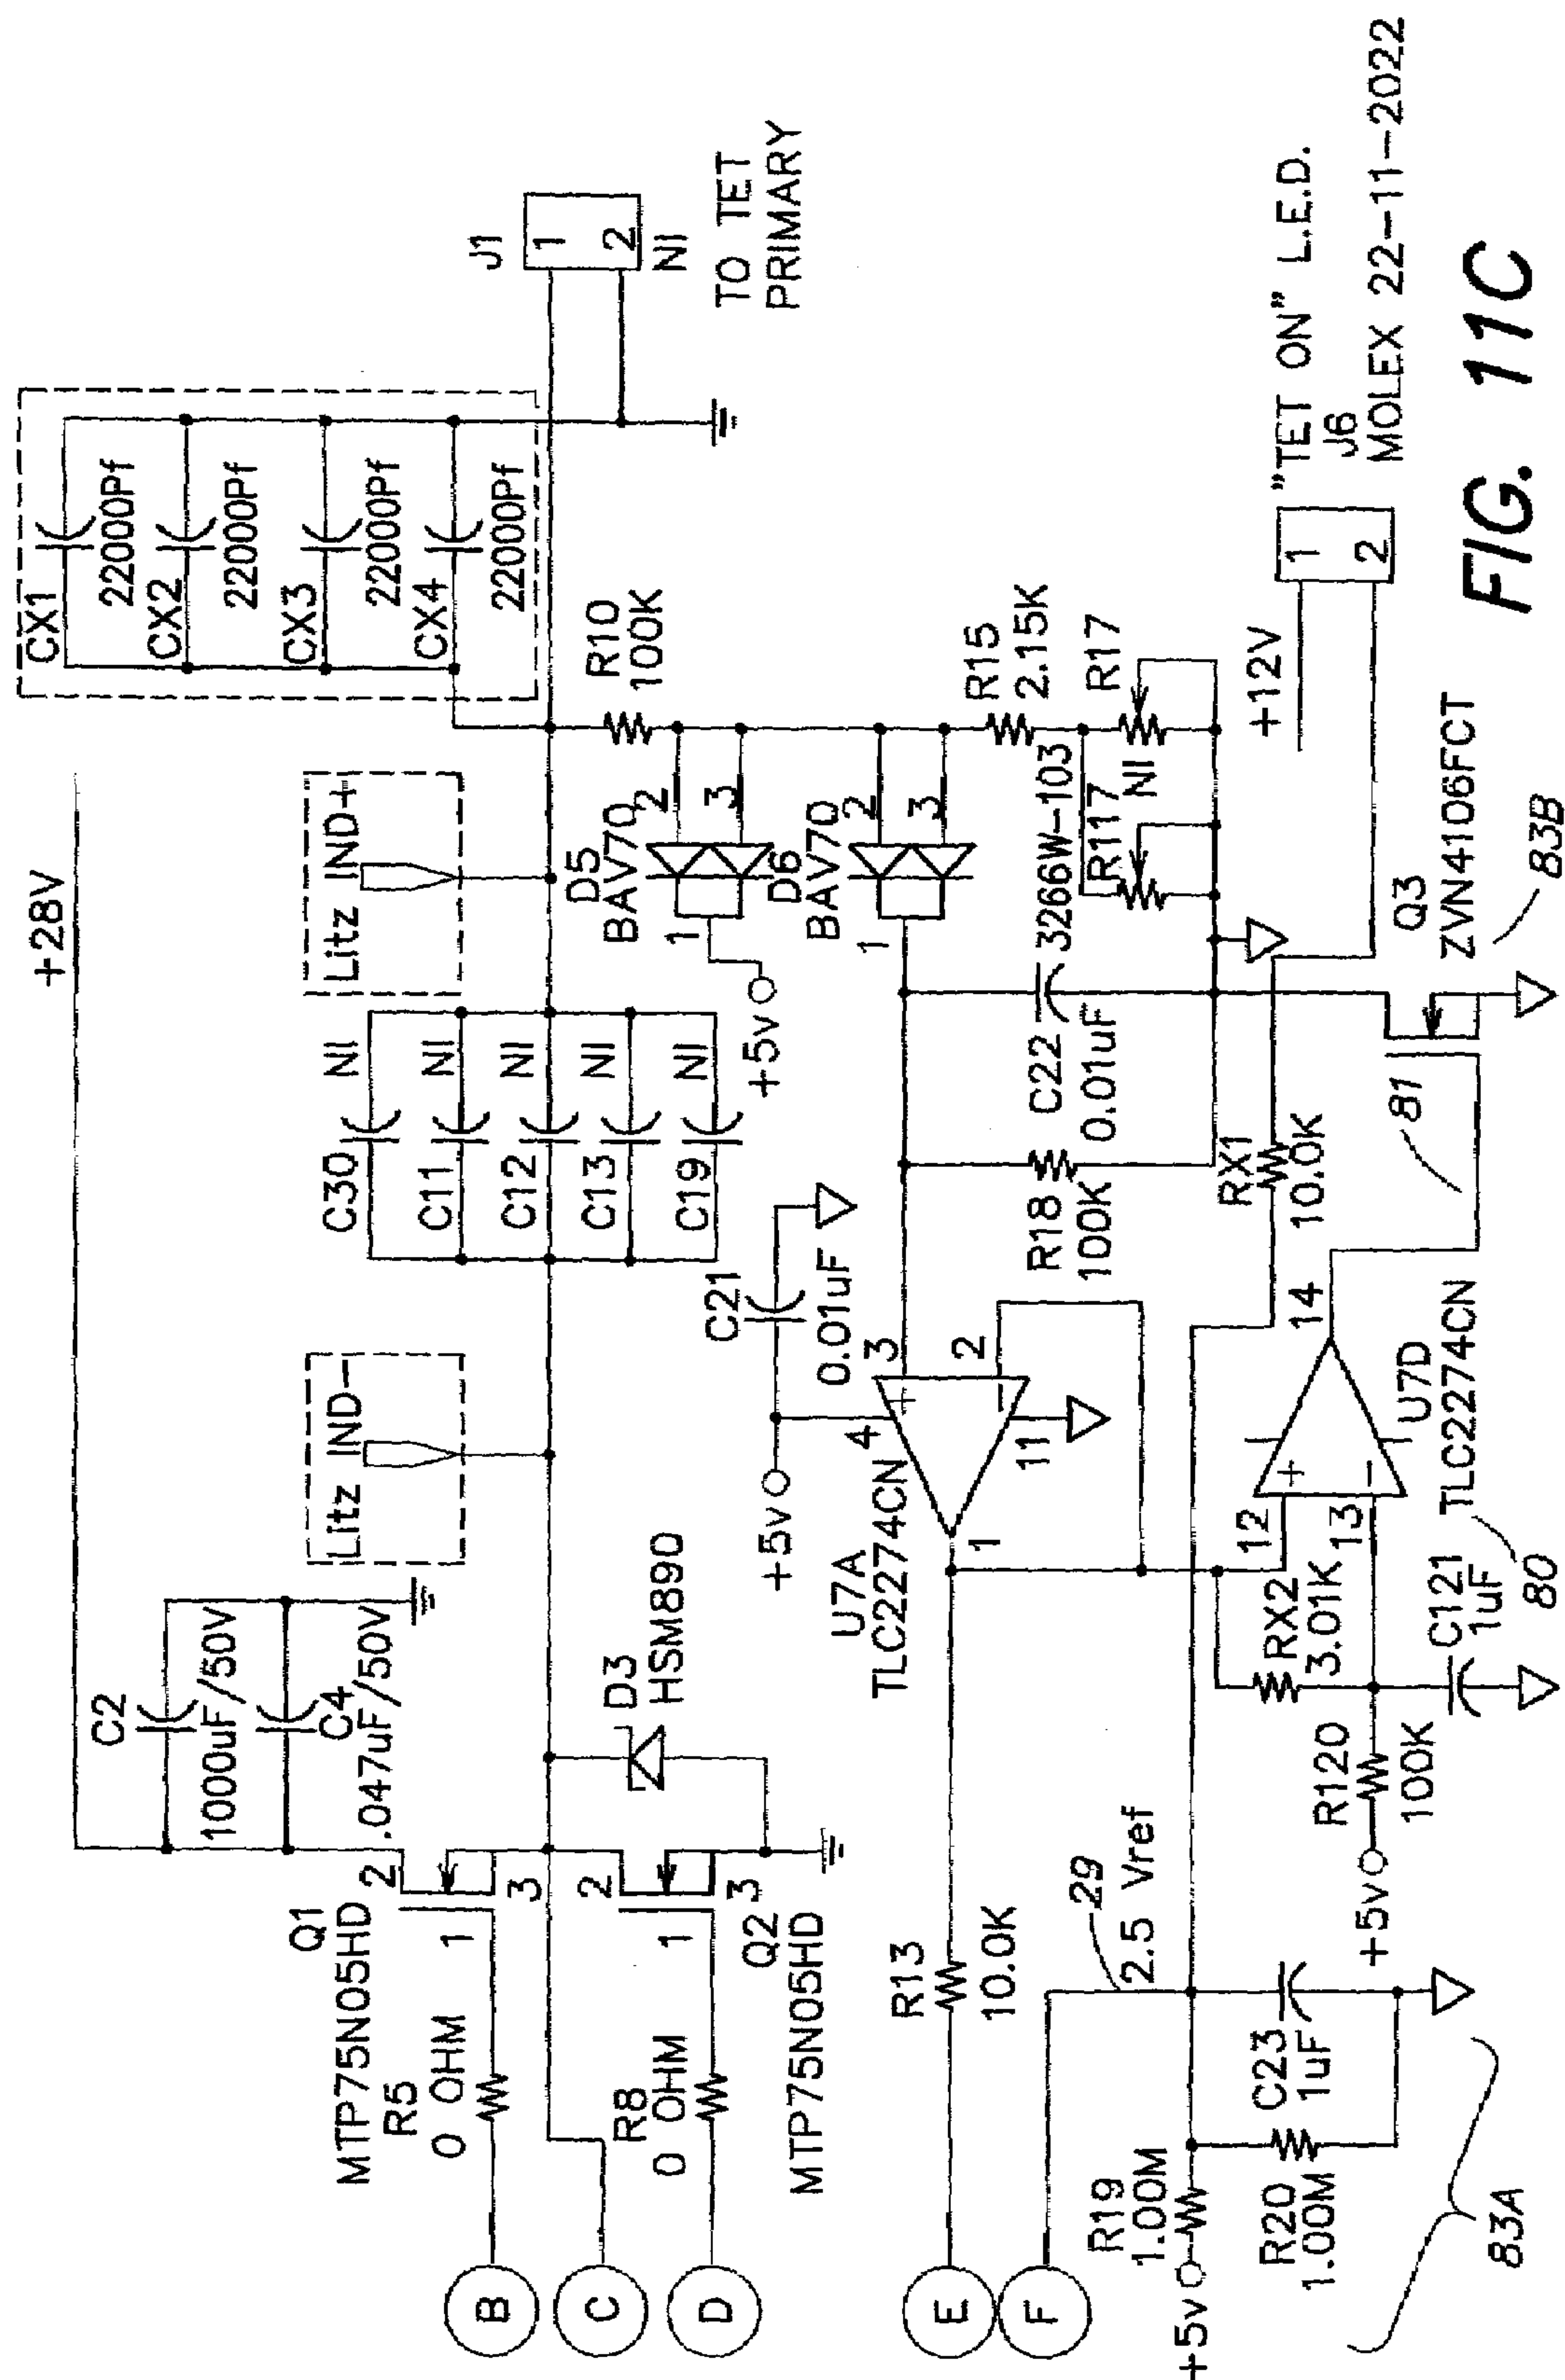 +28V
C2
1000uF/50V
C4
.047uF/50V
Q1
MTP75N05HD
R5
0 OHM
1
2
3
B
C
R8
0 OHM
D
1
2
3
Q2
MTP75N05HD
D3
HSM890
Litz IND-
Litz IND+
C30 NI
C11 NI
C12 NI
C13 NI
C19 NI
CX1
22000Pf
CX2
22000Pf
CX3
22000Pf
CX4
22000Pf
J1
1
2
NI
TO TET
PRIMARY
R10
100K
D5
BAV70
2
3
1
+5v
D6
BAV70
2
3
1
R15
2.15K
3266W-103
R117
NI
R17
C21
0.01uF
+5v
4
3
2
11
1
U7A
TLC2274CN
R18
100K
C22
0.01uF
E
R13
10.0K
F
29
2.5 Vref
+5v
R19
1.00M
R20
1.00M
C23
1uF
83A
+5v
R120
100K
RX2
3.01K
C121
1uF
12
13
14
U7D
TLC2274CN
80
RX1
10.0K
81
Q3
ZVN4106FCT
83B
+12V
1
2
"TET ON" L.E.D.
J6
MOLEX 22-11-2022
FIG. 11C